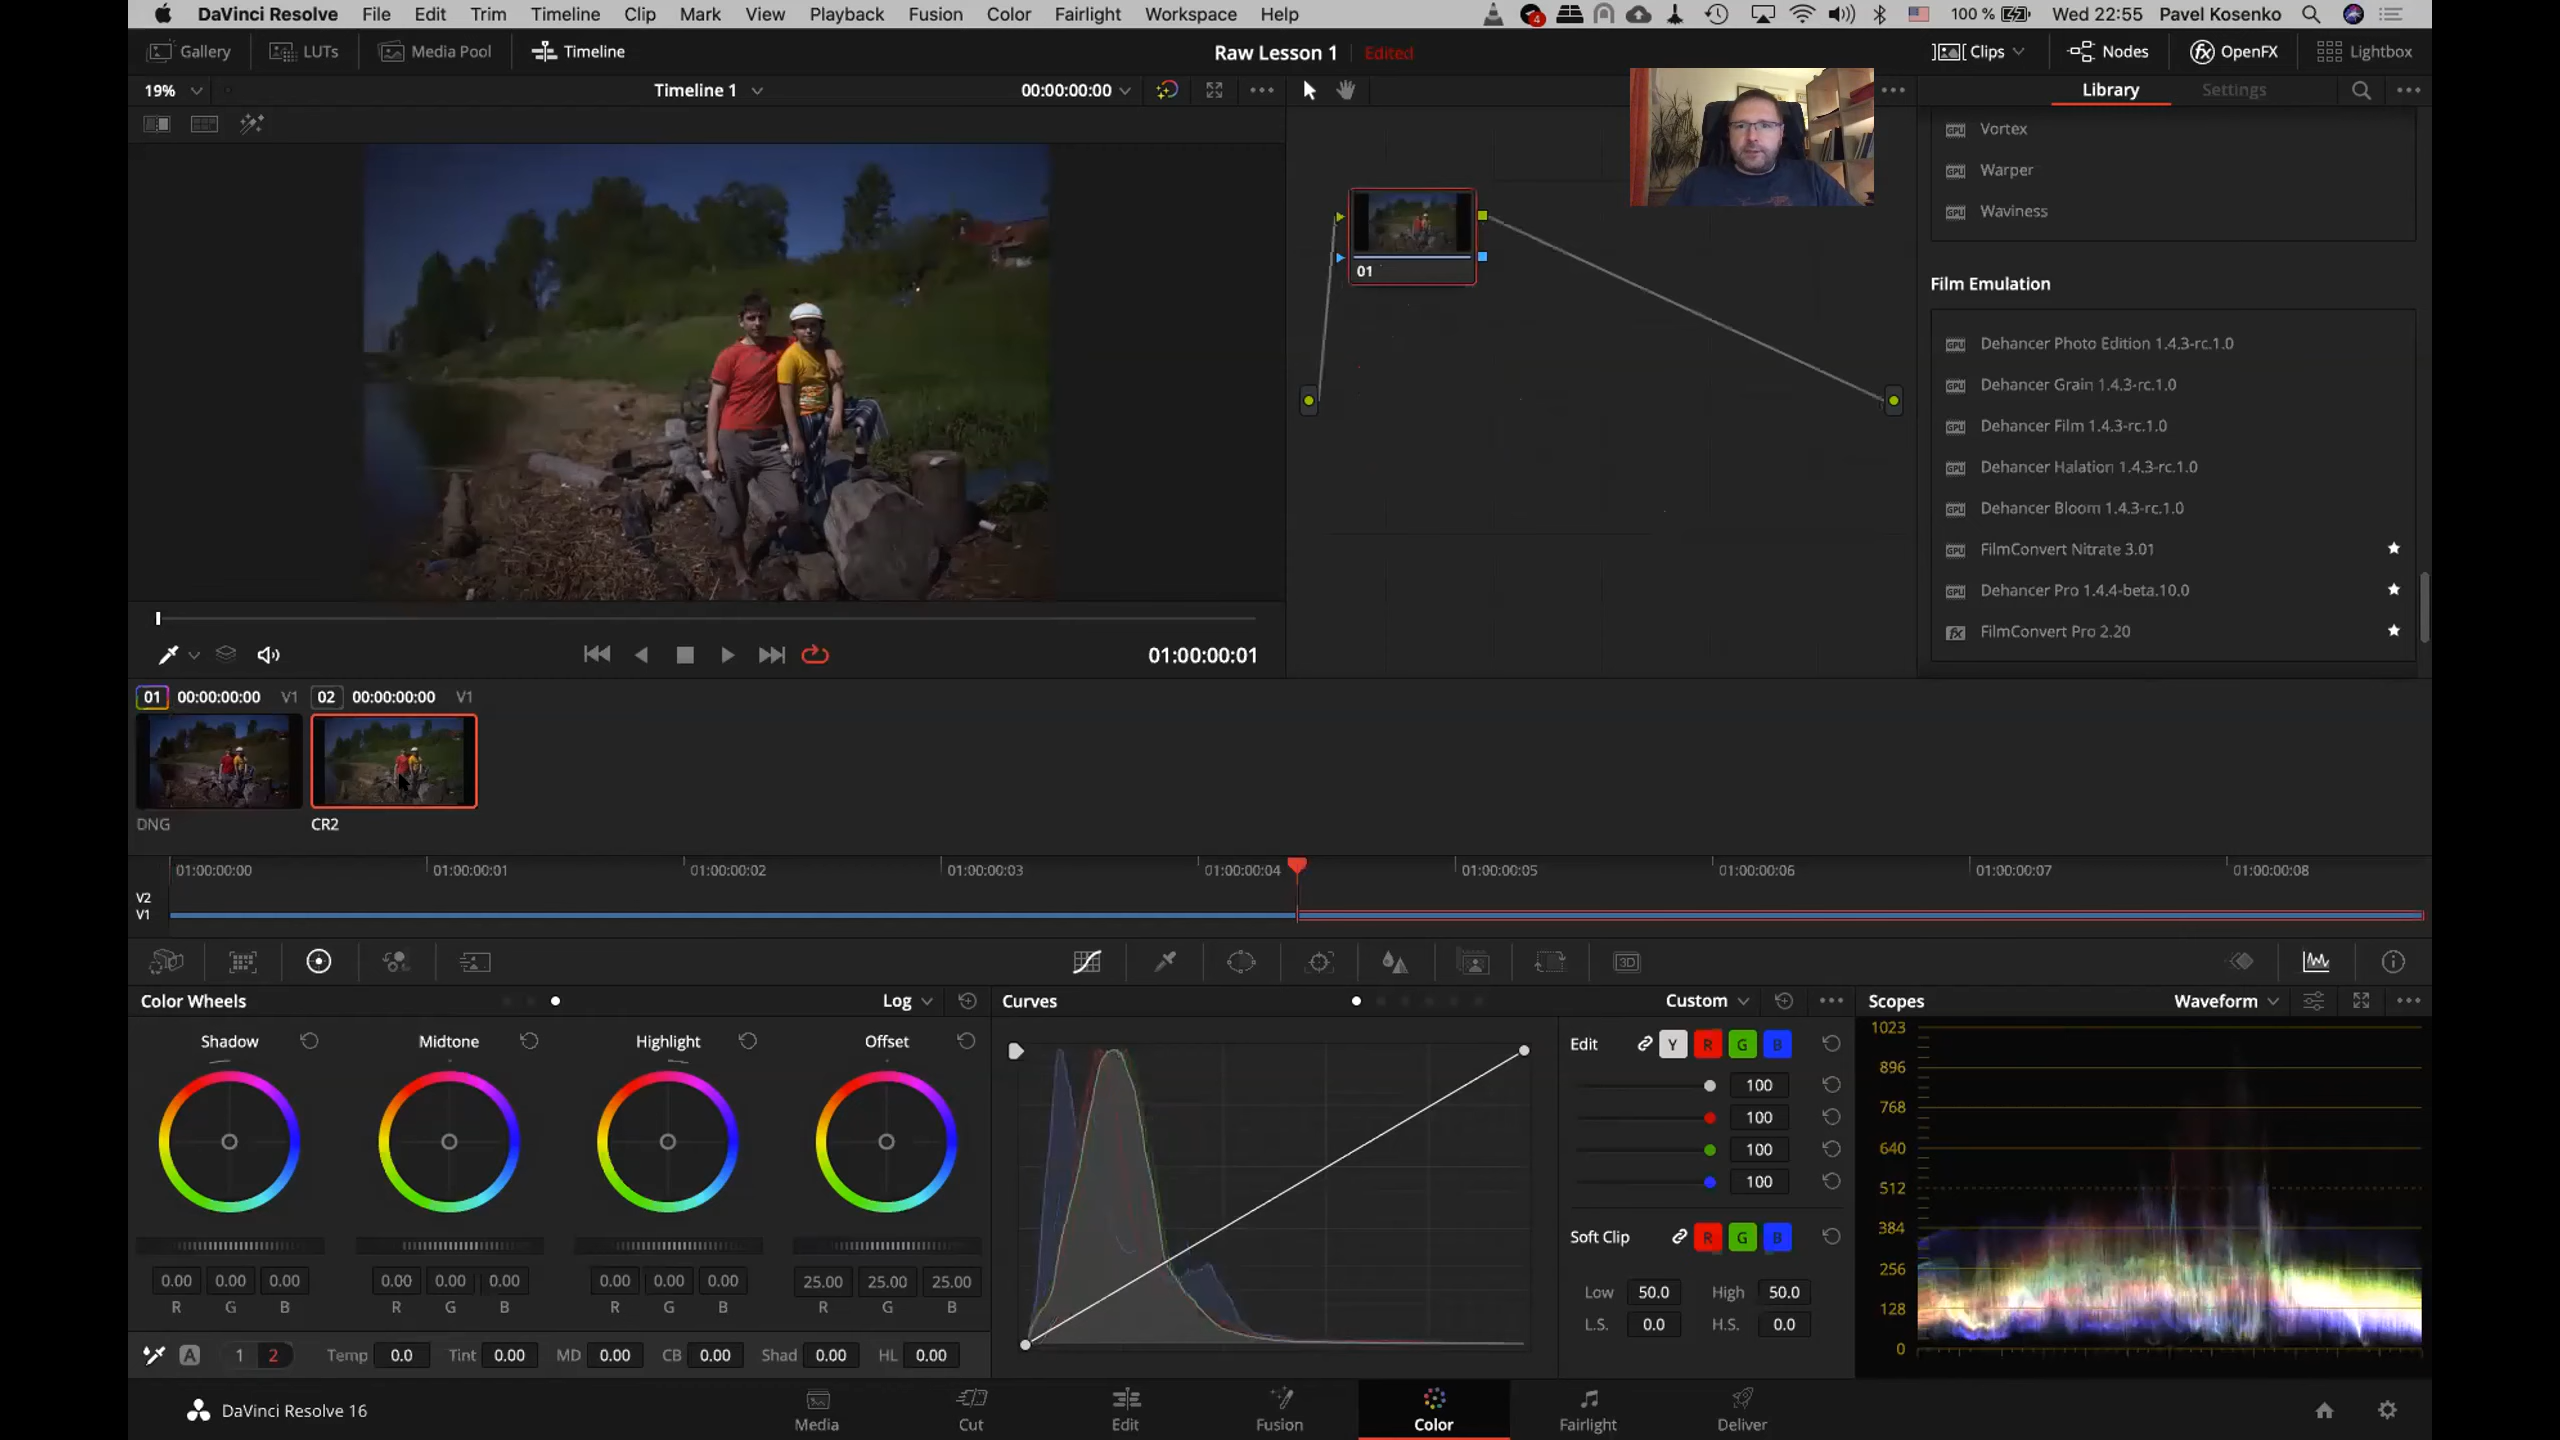 DaVinci Resolve File Edit Trim Timeline Clip Mark View Playback Fusion Color Fairlight Workspace Help 4 100 % Wed 22:55 Pavel Kosenko
Gallery LUTs Media Pool Timeline Raw Lesson 1 Edited Clips Nodes OpenFX Lightbox
19% Timeline 1 00:00:00:00 Library Settings
Vortex
Warper
Waviness
01
Film Emulation
Dehancer Photo Edition 1.4.3-rc.1.0
Dehancer Grain 1.4.3-rc.1.0
Dehancer Film 1.4.3-rc.1.0
Dehancer Halation 1.4.3-rc.1.0
Dehancer Bloom 1.4.3-rc.1.0
FilmConvert Nitrate 3.01
Dehancer Pro 1.4.4-beta.10.0
FilmConvert Pro 2.20
01:00:00:01
01 00:00:00:00 V1 02 00:00:00:00 V1
DNG CR2
01:00:00:00 01:00:00:01 01:00:00:02 01:00:00:03 01:00:00:04 01:00:00:05 01:00:00:06 01:00:00:07 01:00:00:08
V2
V1
3D
Color Wheels Log Curves Custom Scopes Waveform
Shadow Midtone Highlight Offset
Edit Y R G B
100
100
100
100
Soft Clip R G B
Low 50.0 High 50.0
L.S. 0.0 H.S. 0.0
1023
896
768
640
512
384
256
128
0
0.00 0.00 0.00 0.00 0.00 0.00 0.00 0.00 0.00 25.00 25.00 25.00
R G B R G B R G B R G B
A 1 2 Temp 0.0 Tint 0.00 MD 0.00 CB 0.00 Shad 0.00 HL 0.00
DaVinci Resolve 16 Media Cut Edit Fusion Color Fairlight Deliver